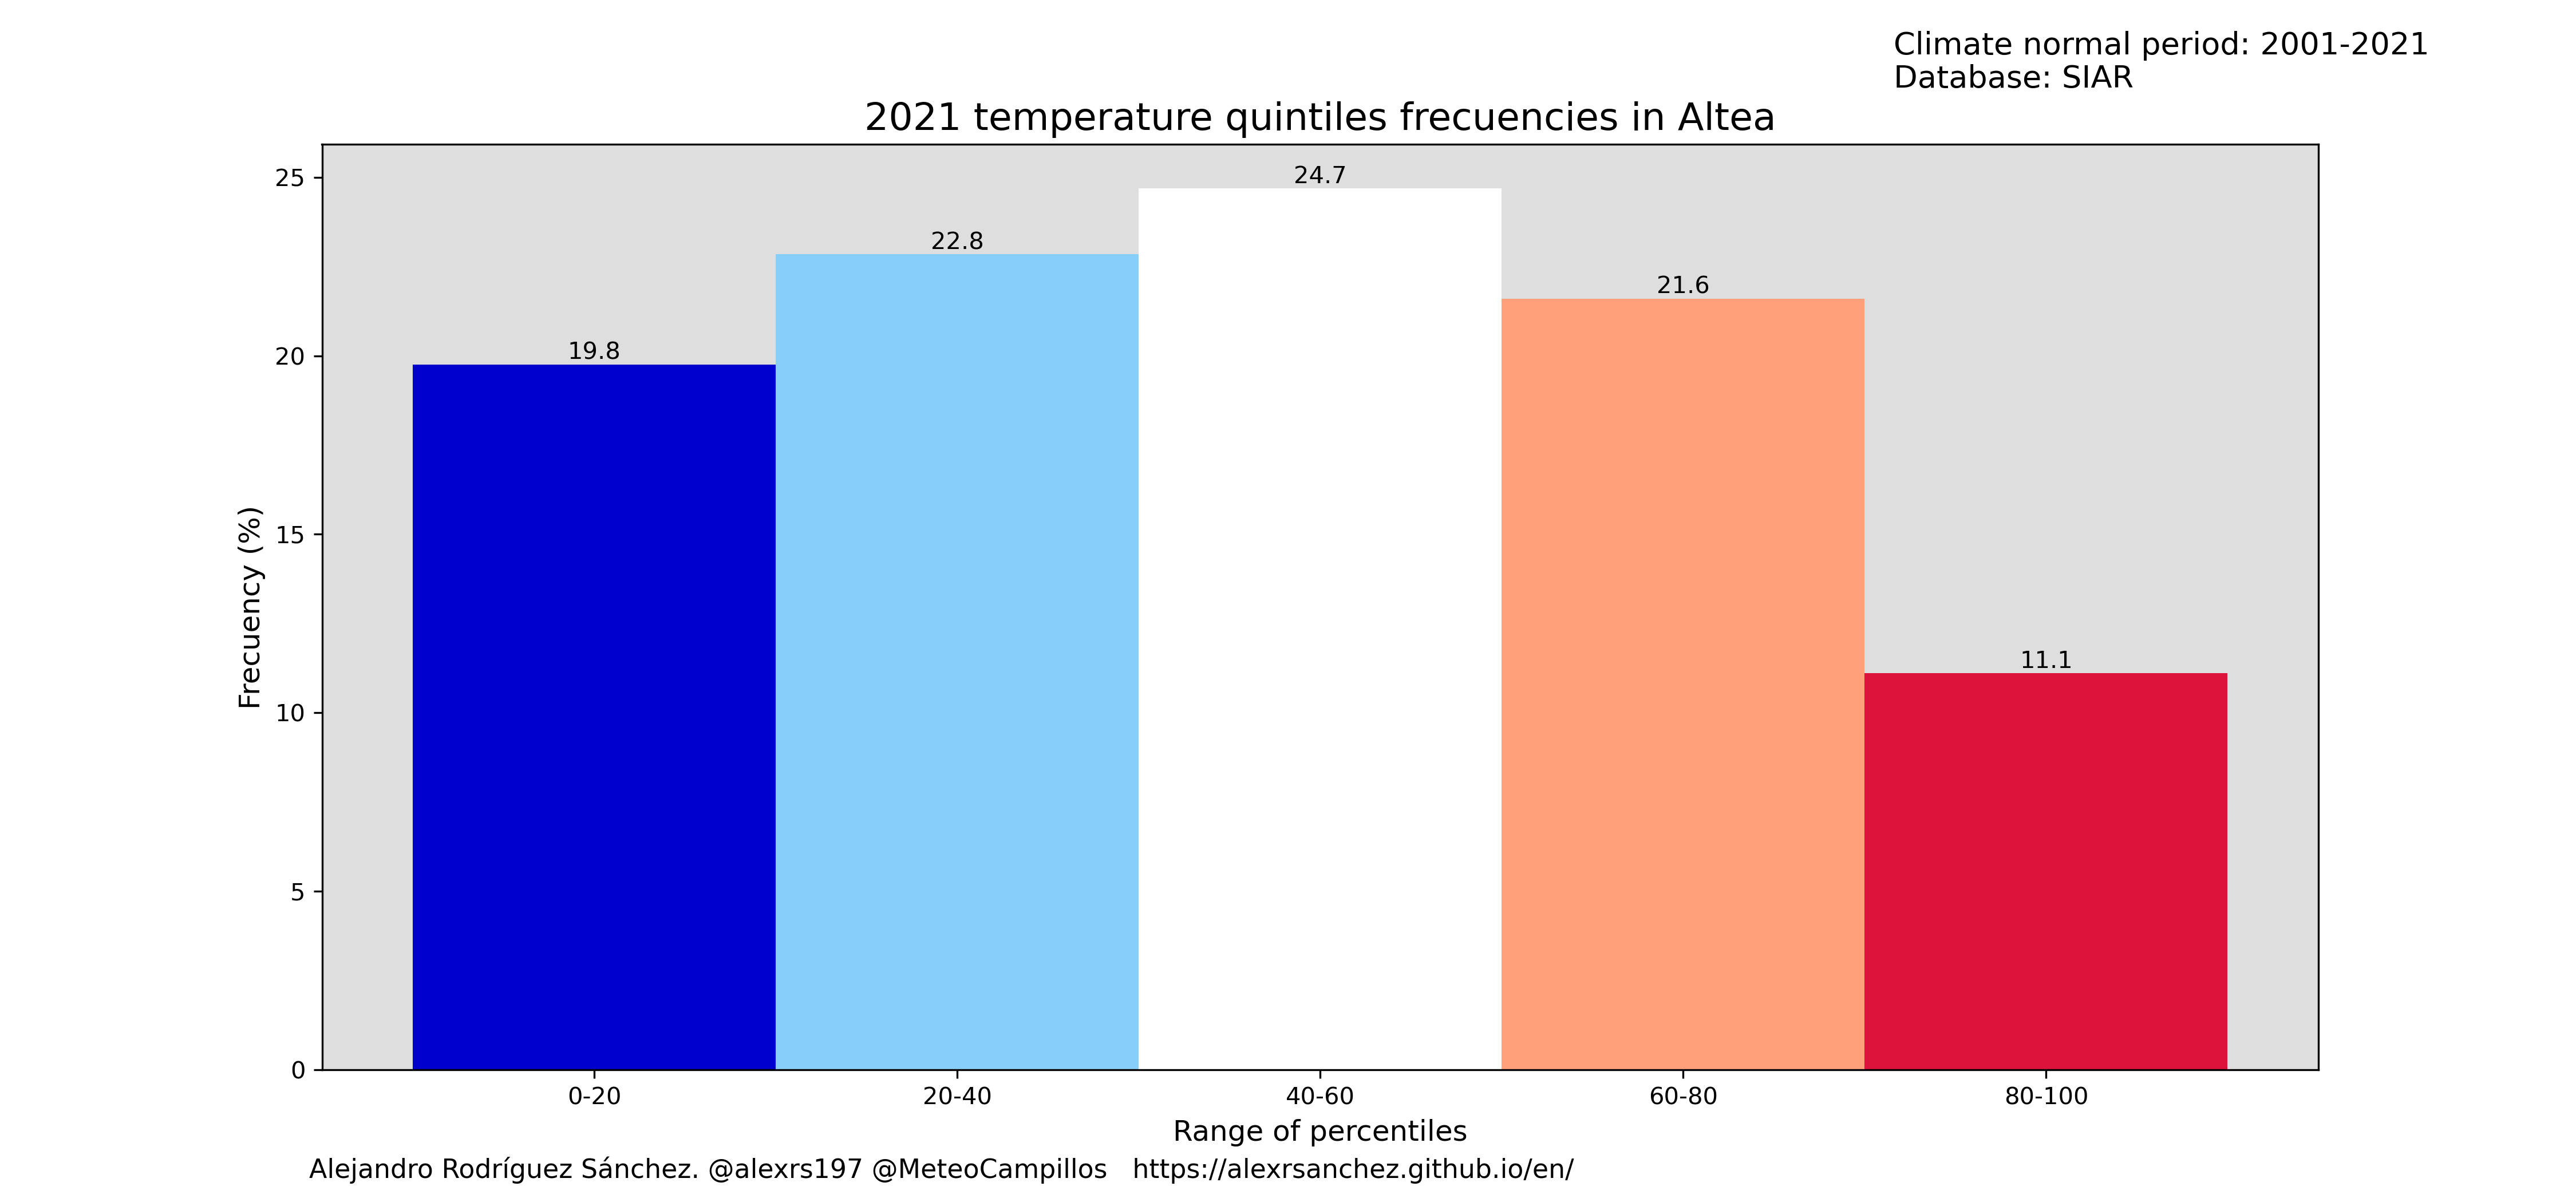 Climate normal period: 2001-2021
Database: SIAR
2021 temperature quintiles frecuencies in Altea
25
20
15
10
5
0
Frecuency (%)
19.8
22.8
24.7
21.6
11.1
0-20
20-40
40-60
60-80
80-100
Range of percentiles
Alejandro Rodríguez Sánchez. @alexrs197 @MeteoCampillos https://alexrsanchez.github.io/en/